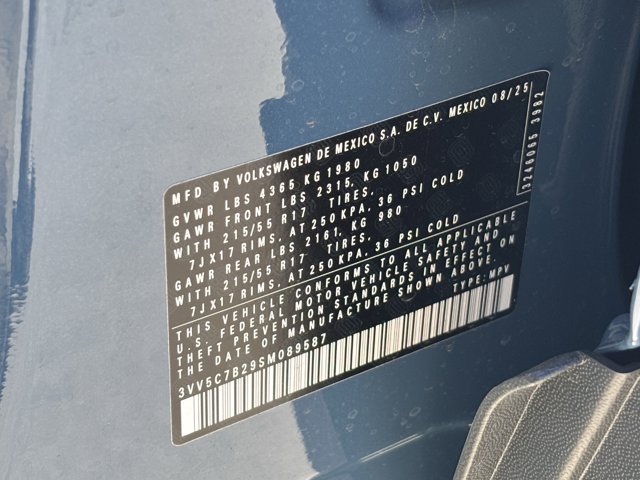 MFD BY VOLKSWAGEN DE MEXICO S.A. DE C.V. MEXICO 08/25
GVWR LBS 4365 KG 1980
GAWR FRONT LBS 2315, KG 1050
WITH 215/55 R17 TIRES,
7JX17 RIMS, AT 250 KPA, 36 PSI COLD
GAWR REAR LBS 2161, KG 980
WITH 215/55 R17 TIRES,
7JX17 RIMS, AT 250 KPA, 36 PSI COLD
THIS VEHICLE CONFORMS TO ALL APPLICABLE
U.S. FEDERAL MOTOR VEHICLE SAFETY AND
THEFT PREVENTION STANDARDS IN EFFECT ON
THE DATE OF MANUFACTURE SHOWN ABOVE.
3VV5C7B29SM089587 TYPE: MPV
32460065 3982